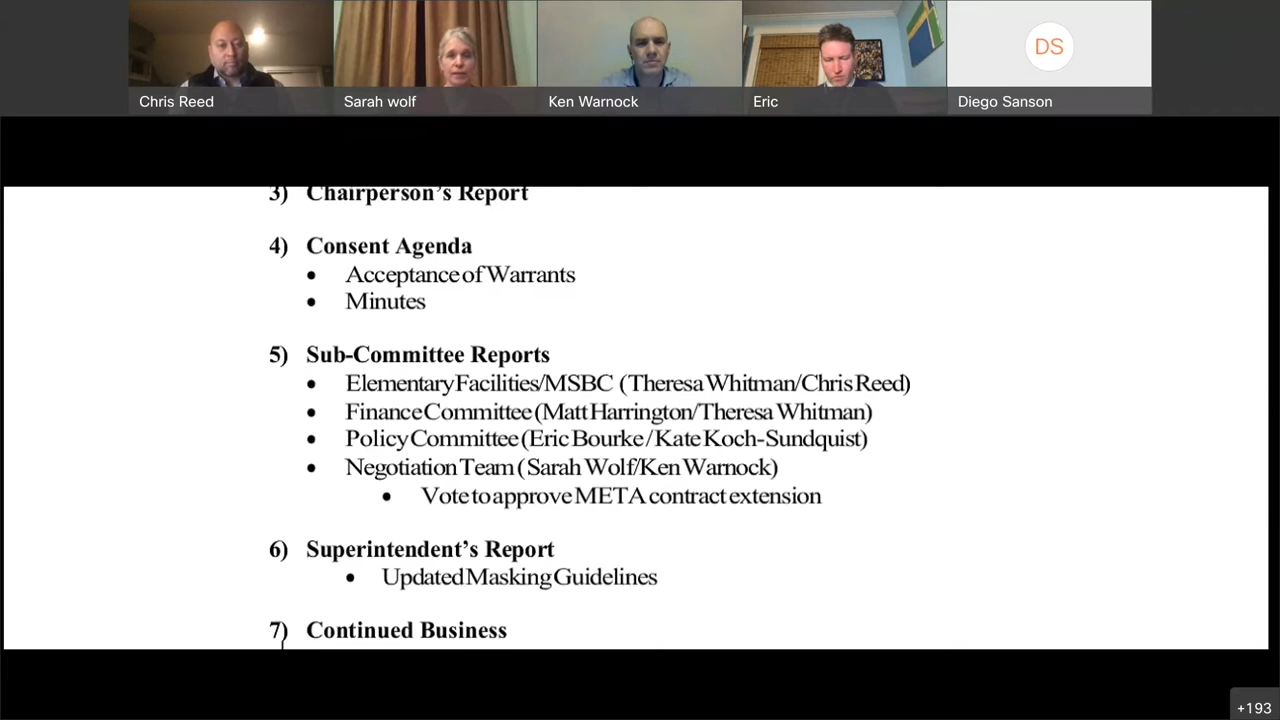 Chris Reed
Sarah wolf
Ken Warnock
Eric
DS
Diego Sanson
3) Chairperson’s Report
4) Consent Agenda
• Acceptance of Warrants
• Minutes
5) Sub-Committee Reports
• Elementary Facilities/MSBC (Theresa Whitman/Chris Reed)
• Finance Committee (Matt Harrington/Theresa Whitman)
• Policy Committee (Eric Bourke / Kate Koch-Sundquist)
• Negotiation Team (Sarah Wolf/Ken Warnock)
• Vote to approve META contract extension
6) Superintendent’s Report
• Updated Masking Guidelines
7) Continued Business
+193